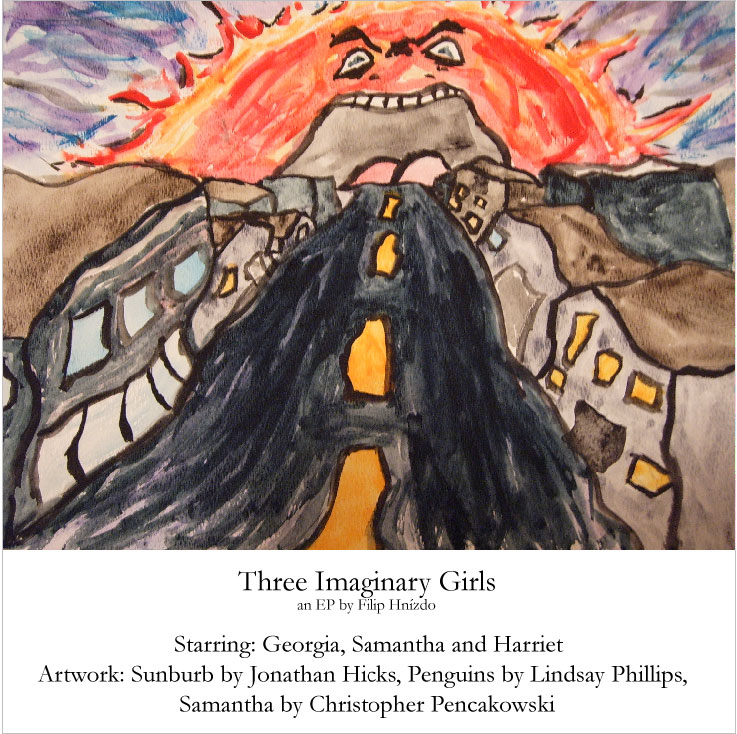 Three Imaginary Girls
an EP by Filip Hnízdo
Starring: Georgia, Samantha and Harriet
Artwork: Sunburb by Jonathan Hicks, Penguins by Lindsay Phillips,
Samantha by Christopher Pencakowski